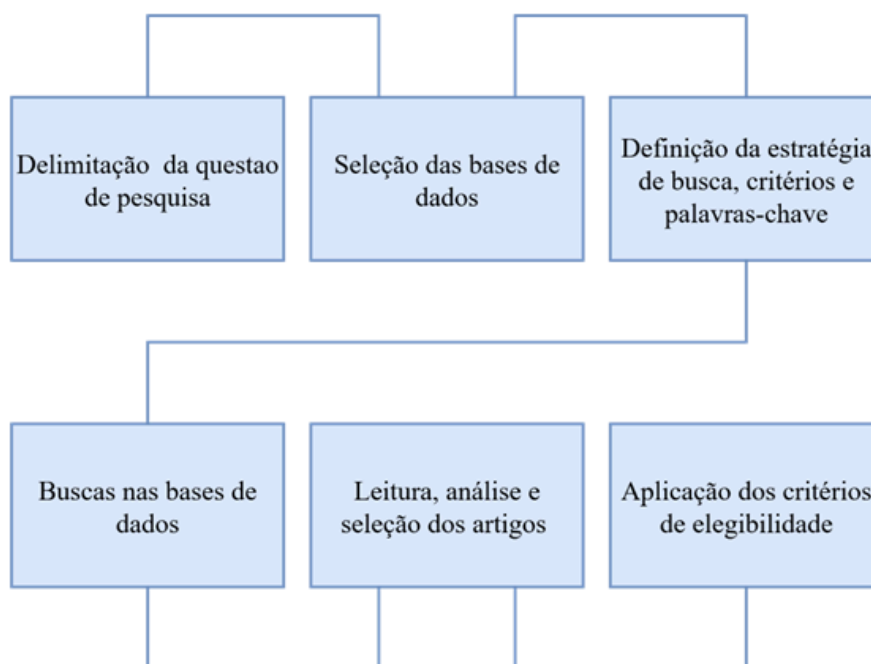 Delimitação da questao
de pesquisa
Seleção das bases de
dados
Definição da estratégia
de busca, critérios e
palavras-chave
Buscas nas bases de
dados
Leitura, análise e
seleção dos artigos
Aplicação dos critérios
de elegibilidade